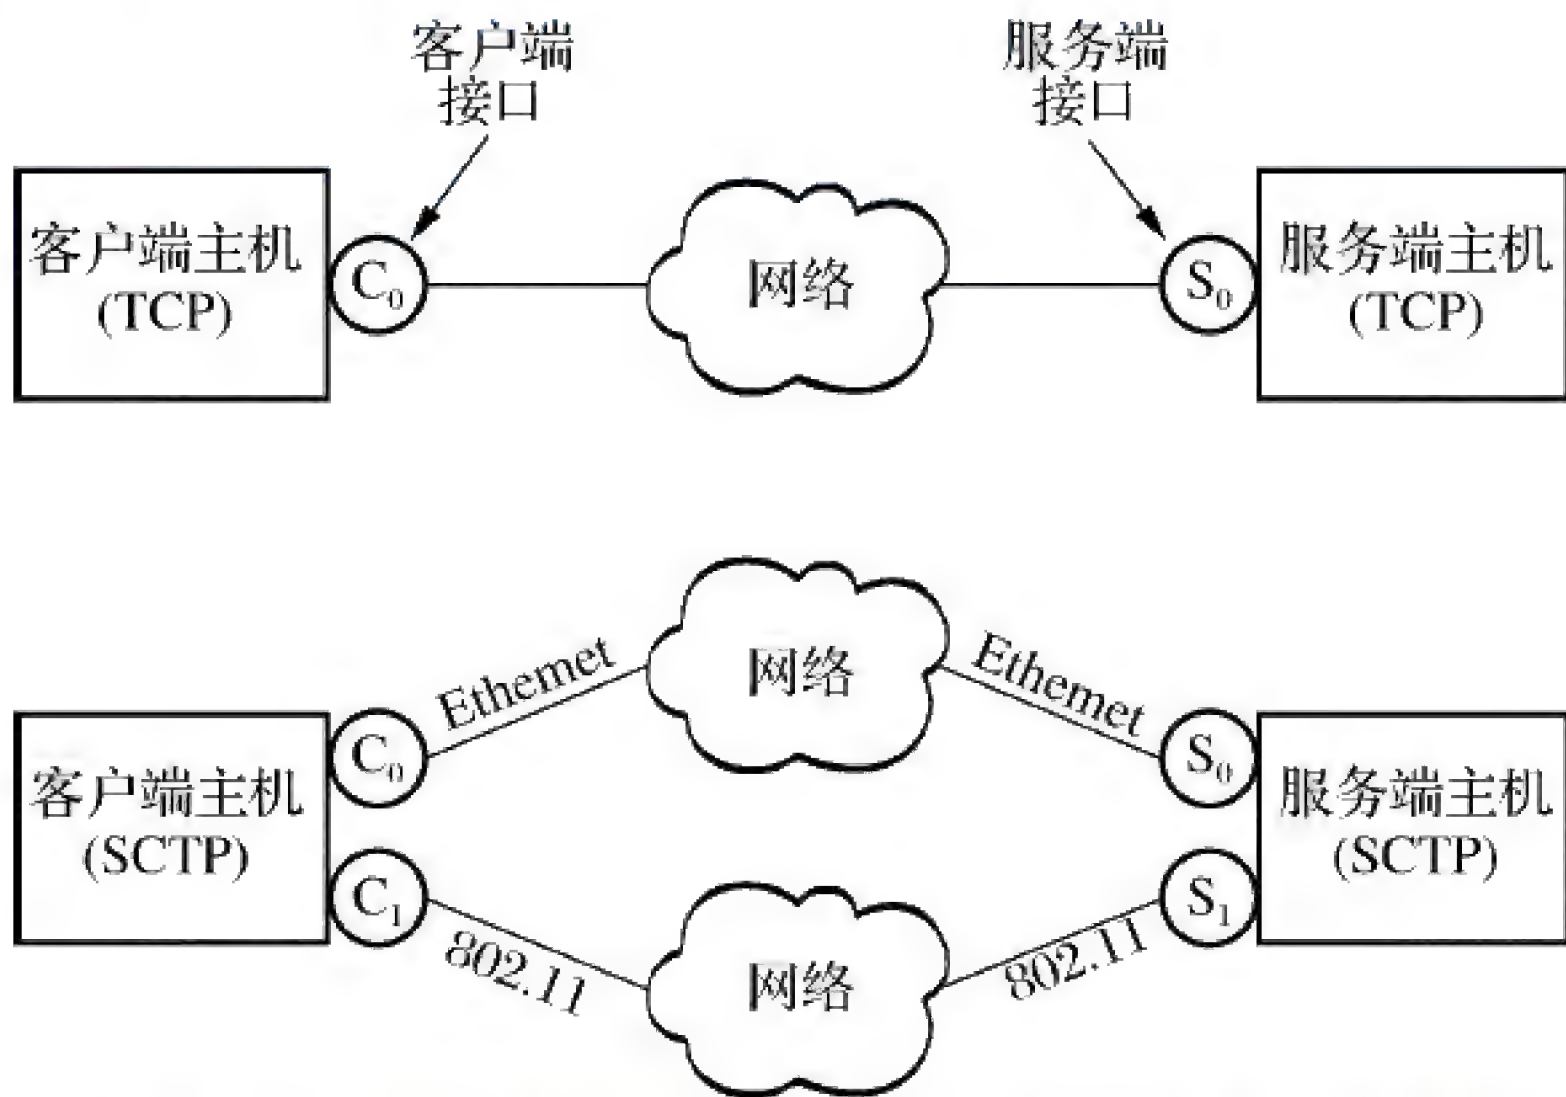 客户端
接口
服务端
接口
客户端主机
(TCP)
C₀
网络
S₀
服务端主机
(TCP)
客户端主机
(SCTP)
C₀
Ethernet
网络
Ethernet
S₀
服务端主机
(SCTP)
C₁
802.11
网络
802.11
S₁